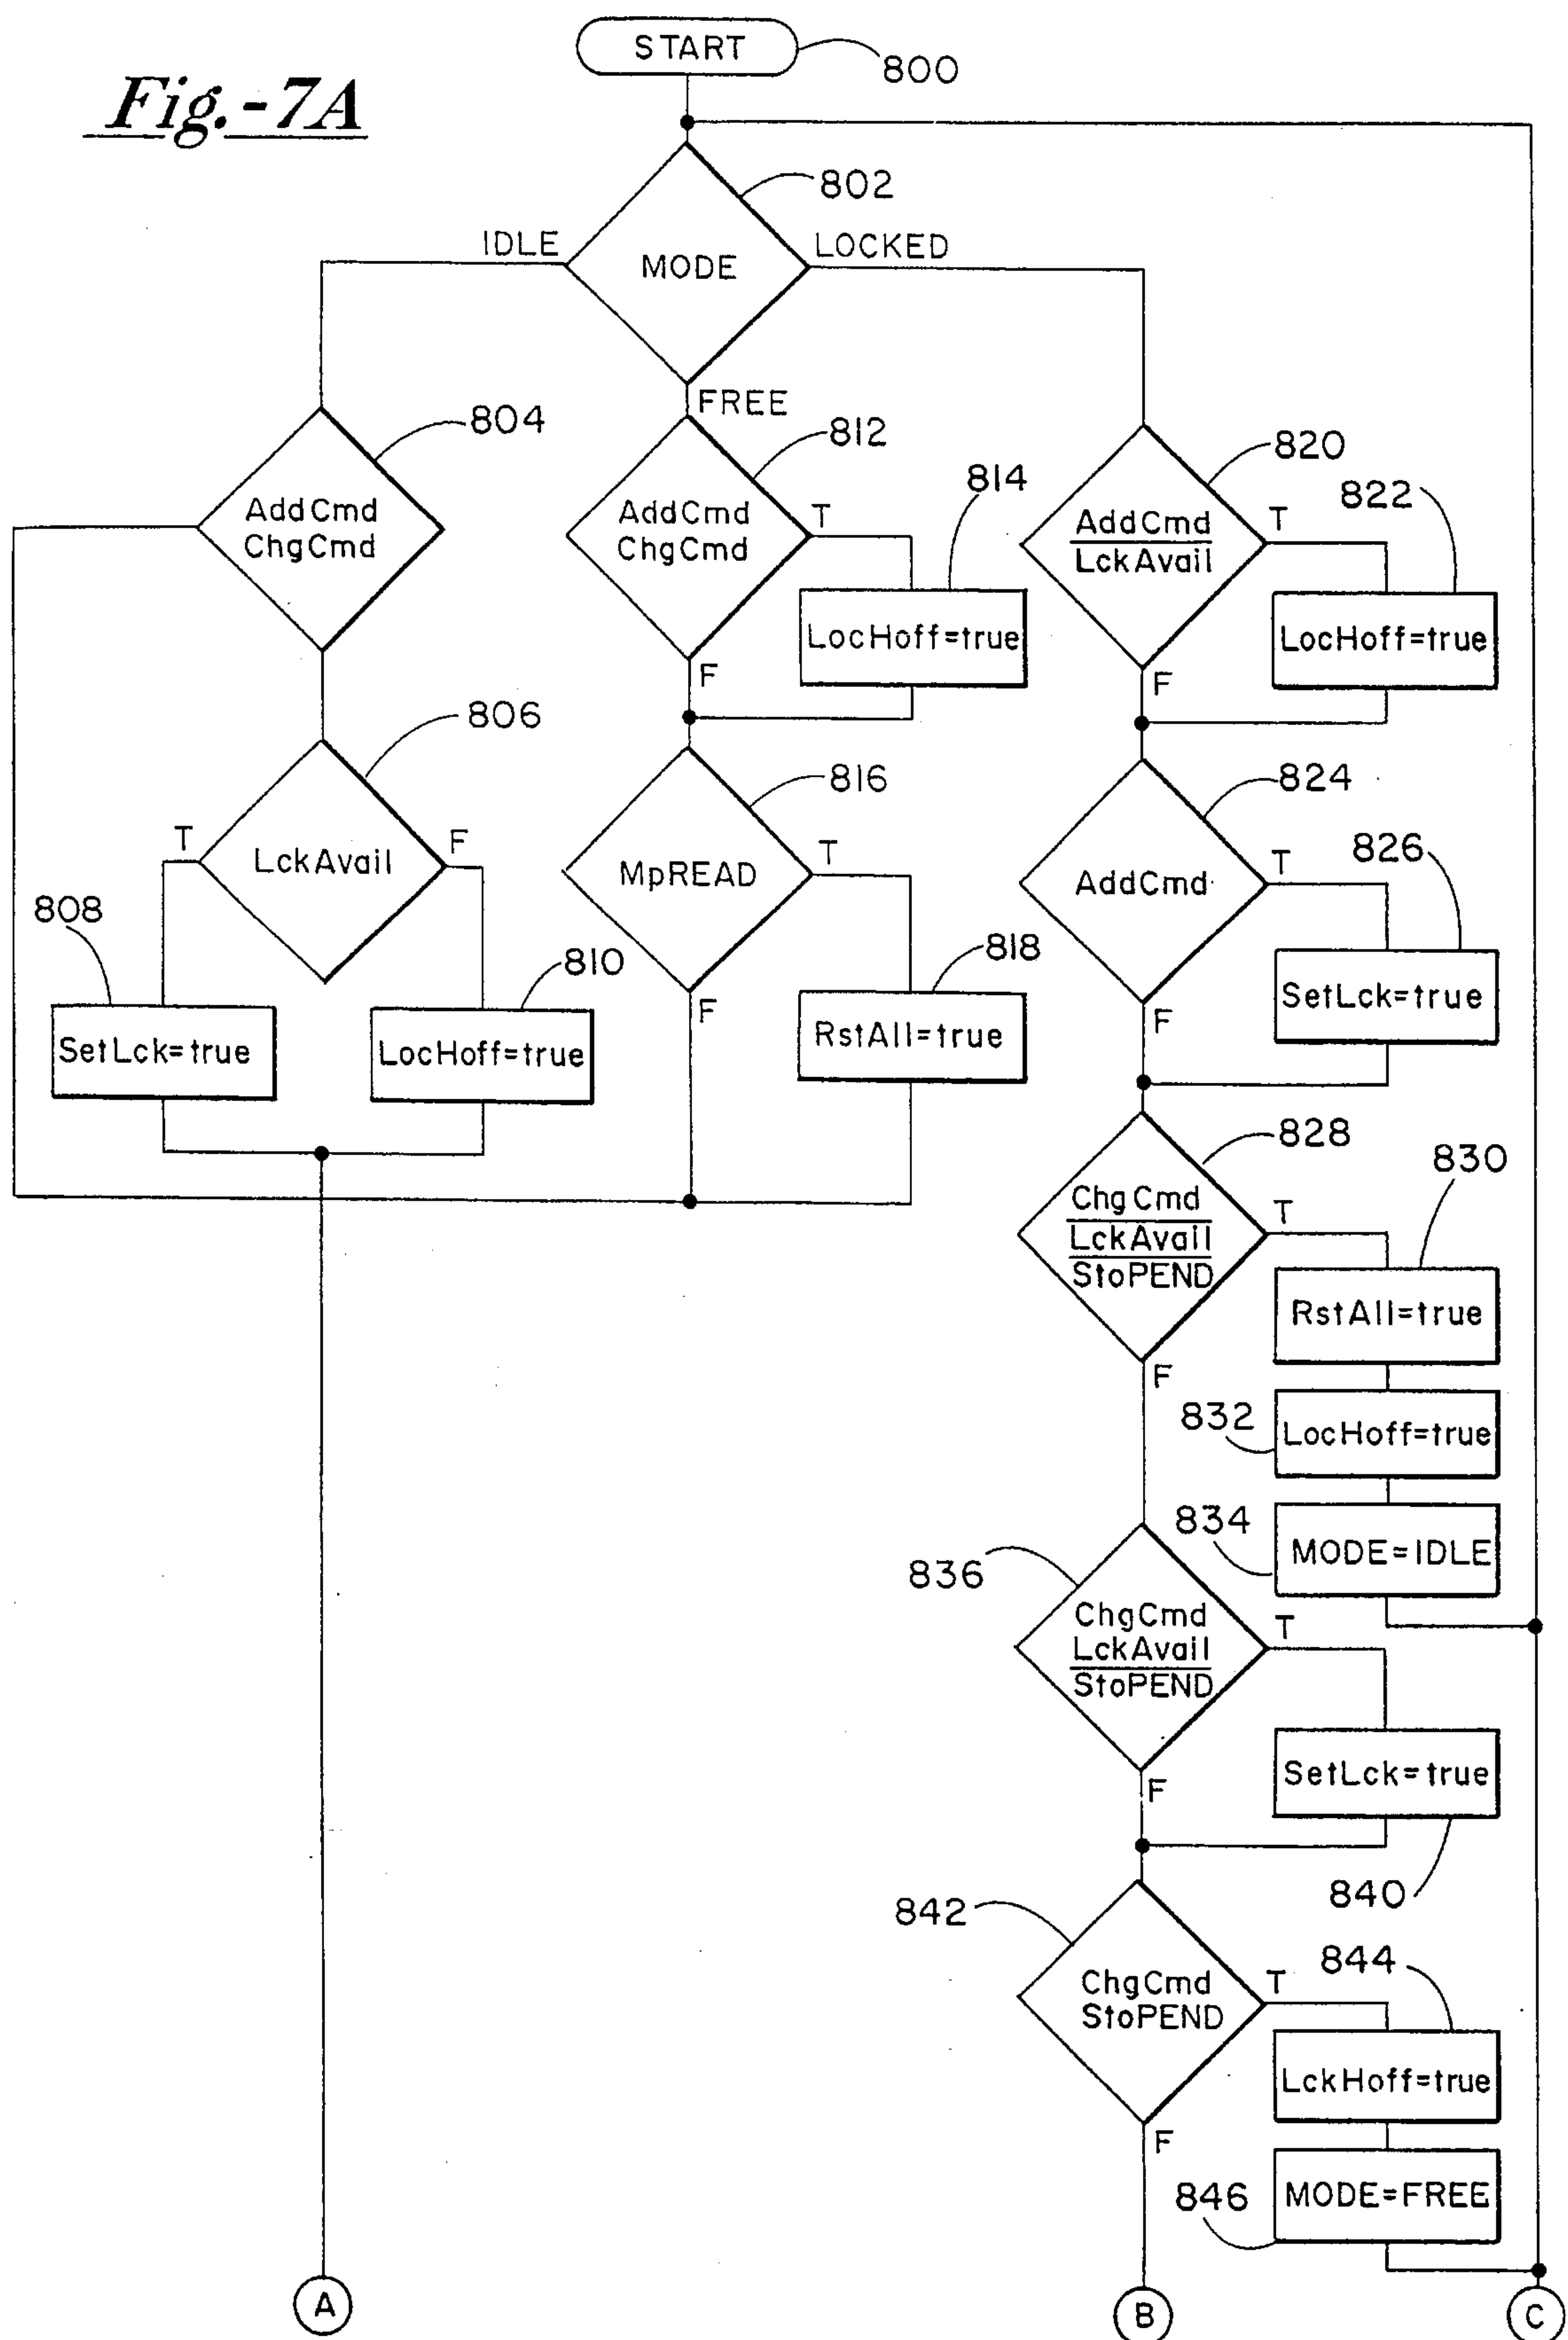 Fig.-7A
START
800
802
MODE
IDLE
LOCKED
FREE
804
AddCmd
ChgCmd
806
LckAvail
T
F
808
SetLck=true
810
LocHoff=true
812
AddCmd
ChgCmd
T
F
814
LocHoff=true
816
MpREAD
T
F
818
RstAll=true
820
AddCmd
LckAvail
T
F
822
LocHoff=true
824
AddCmd
T
F
826
SetLck=true
828
ChgCmd
LckAvail
StoPEND
T
F
830
RstAll=true
832
LocHoff=true
834
MODE=IDLE
836
ChgCmd
LckAvail
StoPEND
T
F
SetLck=true
840
842
ChgCmd
StoPEND
T
F
844
LckHoff=true
846
MODE=FREE
A
B
C